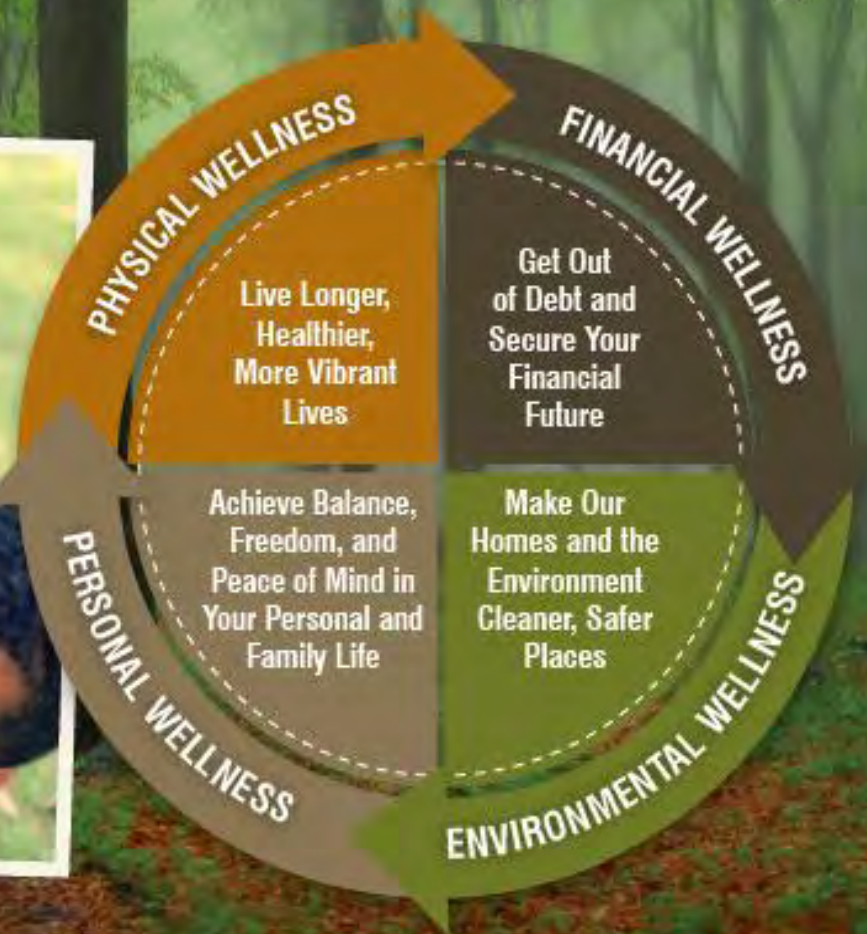 PHYSICAL WELLNESS
Live Longer,
Healthier,
More Vibrant
Lives
FINANCIAL WELLNESS
Get Out
of Debt and
Secure Your
Financial
Future
PERSONAL WELLNESS
Achieve Balance,
Freedom, and
Peace of Mind in
Your Personal and
Family Life
ENVIRONMENTAL WELLNESS
Make Our
Homes and the
Environment
Cleaner, Safer
Places